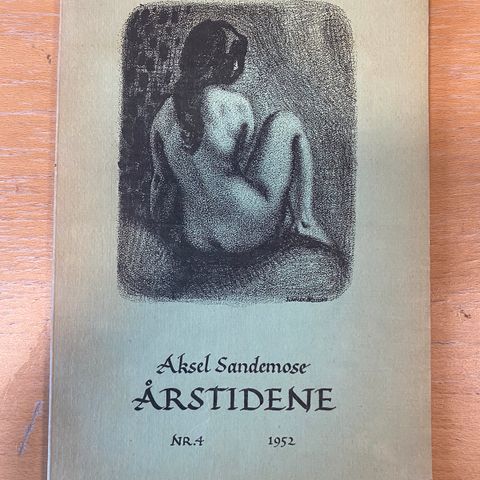 Aksel Sandemose
ÅRSTIDENE
NR.4 1952